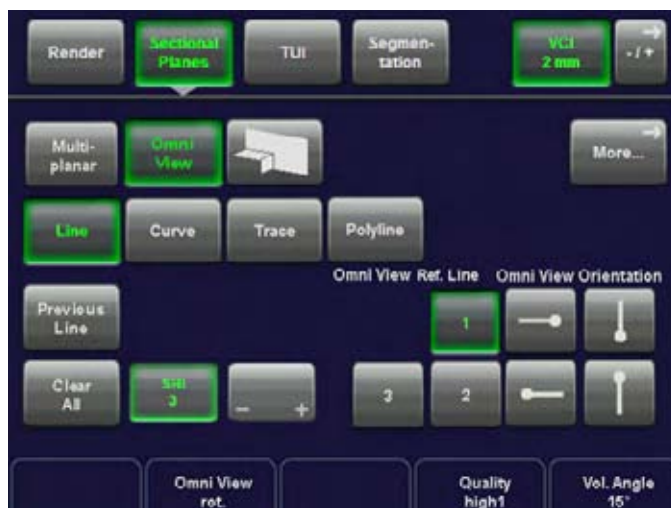 Render
Sectional
Planes
TUI
Segmen-
tation
VCI
2 mm
- / +
Multi-
planar
Omni
View
More...
Line
Curve
Trace
Polyline
Omni View Ref. Line
Omni View Orientation
Previous
Line
1
Clear
All
SRI
3
- +
3
2
Omni View
rot.
Quality
high1
Vol. Angle
15°